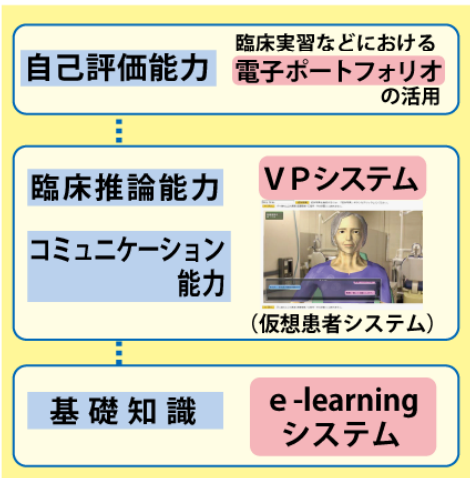 自己評価能力
臨床実習などにおける
電子ポートフォリオ
の活用
臨床推論能力
コミュニケーション
能力
ＶＰシステム
(仮想患者システム)
基礎知識
e-learning
システム